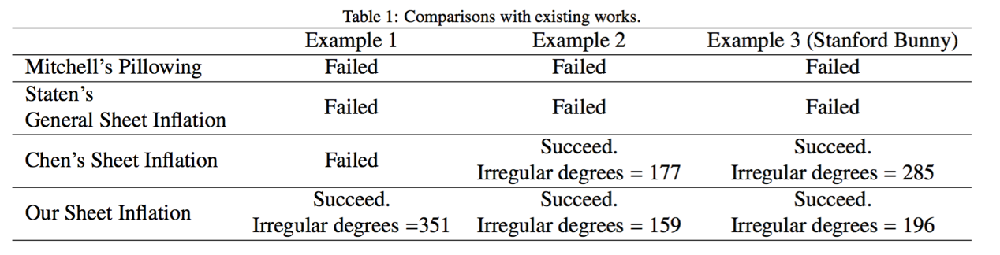 Table 1: Comparisons with existing works.
Example 1 Example 2 Example 3 (Stanford Bunny)
Mitchell's Pillowing Failed Failed Failed
Staten's
General Sheet Inflation Failed Failed Failed
Chen's Sheet Inflation Failed Succeed. Irregular degrees = 177 Succeed. Irregular degrees = 285
Our Sheet Inflation Succeed. Irregular degrees =351 Succeed. Irregular degrees = 159 Succeed. Irregular degrees = 196